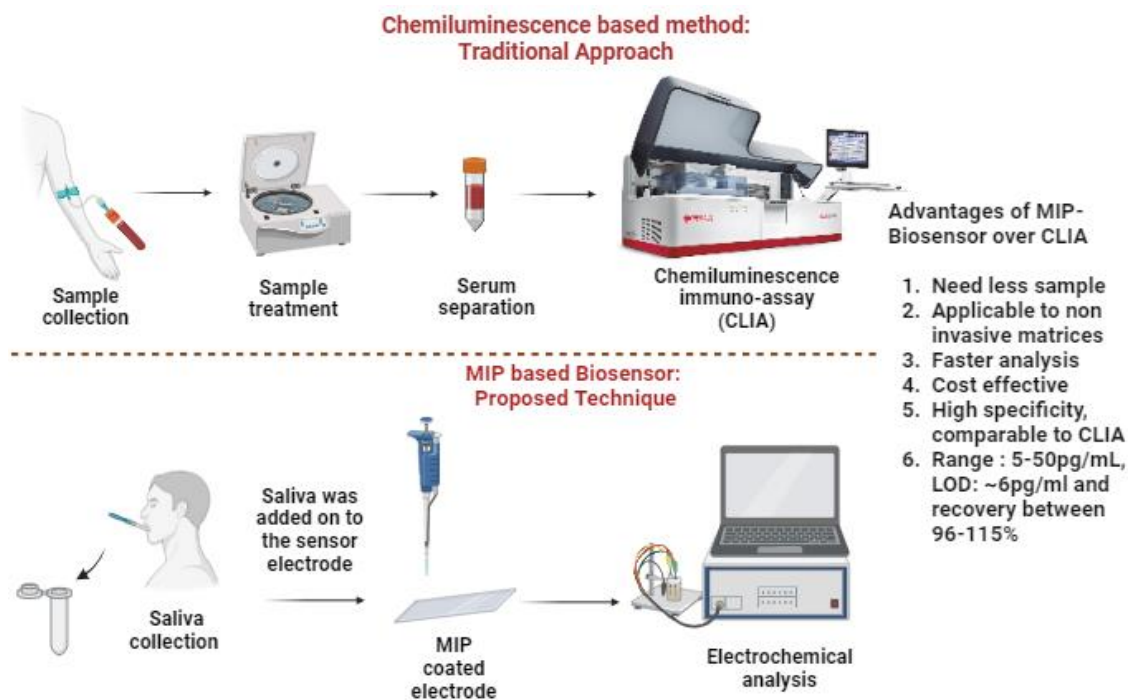 Chemiluminescence based method:
Traditional Approach
Sample
collection
Sample
treatment
Serum
separation
Chemiluminescence
immuno-assay
(CLIA)
Advantages of MIP-
Biosensor over CLIA
1. Need less sample
2. Applicable to non
invasive matrices
3. Faster analysis
4. Cost effective
5. High specificity,
comparable to CLIA
6. Range : 5-50pg/mL,
LOD: ~6pg/ml and
recovery between
96-115%
MIP based Biosensor:
Proposed Technique
Saliva
collection
Saliva was
added on to
the sensor
electrode
MIP
coated
electrode
Electrochemical
analysis